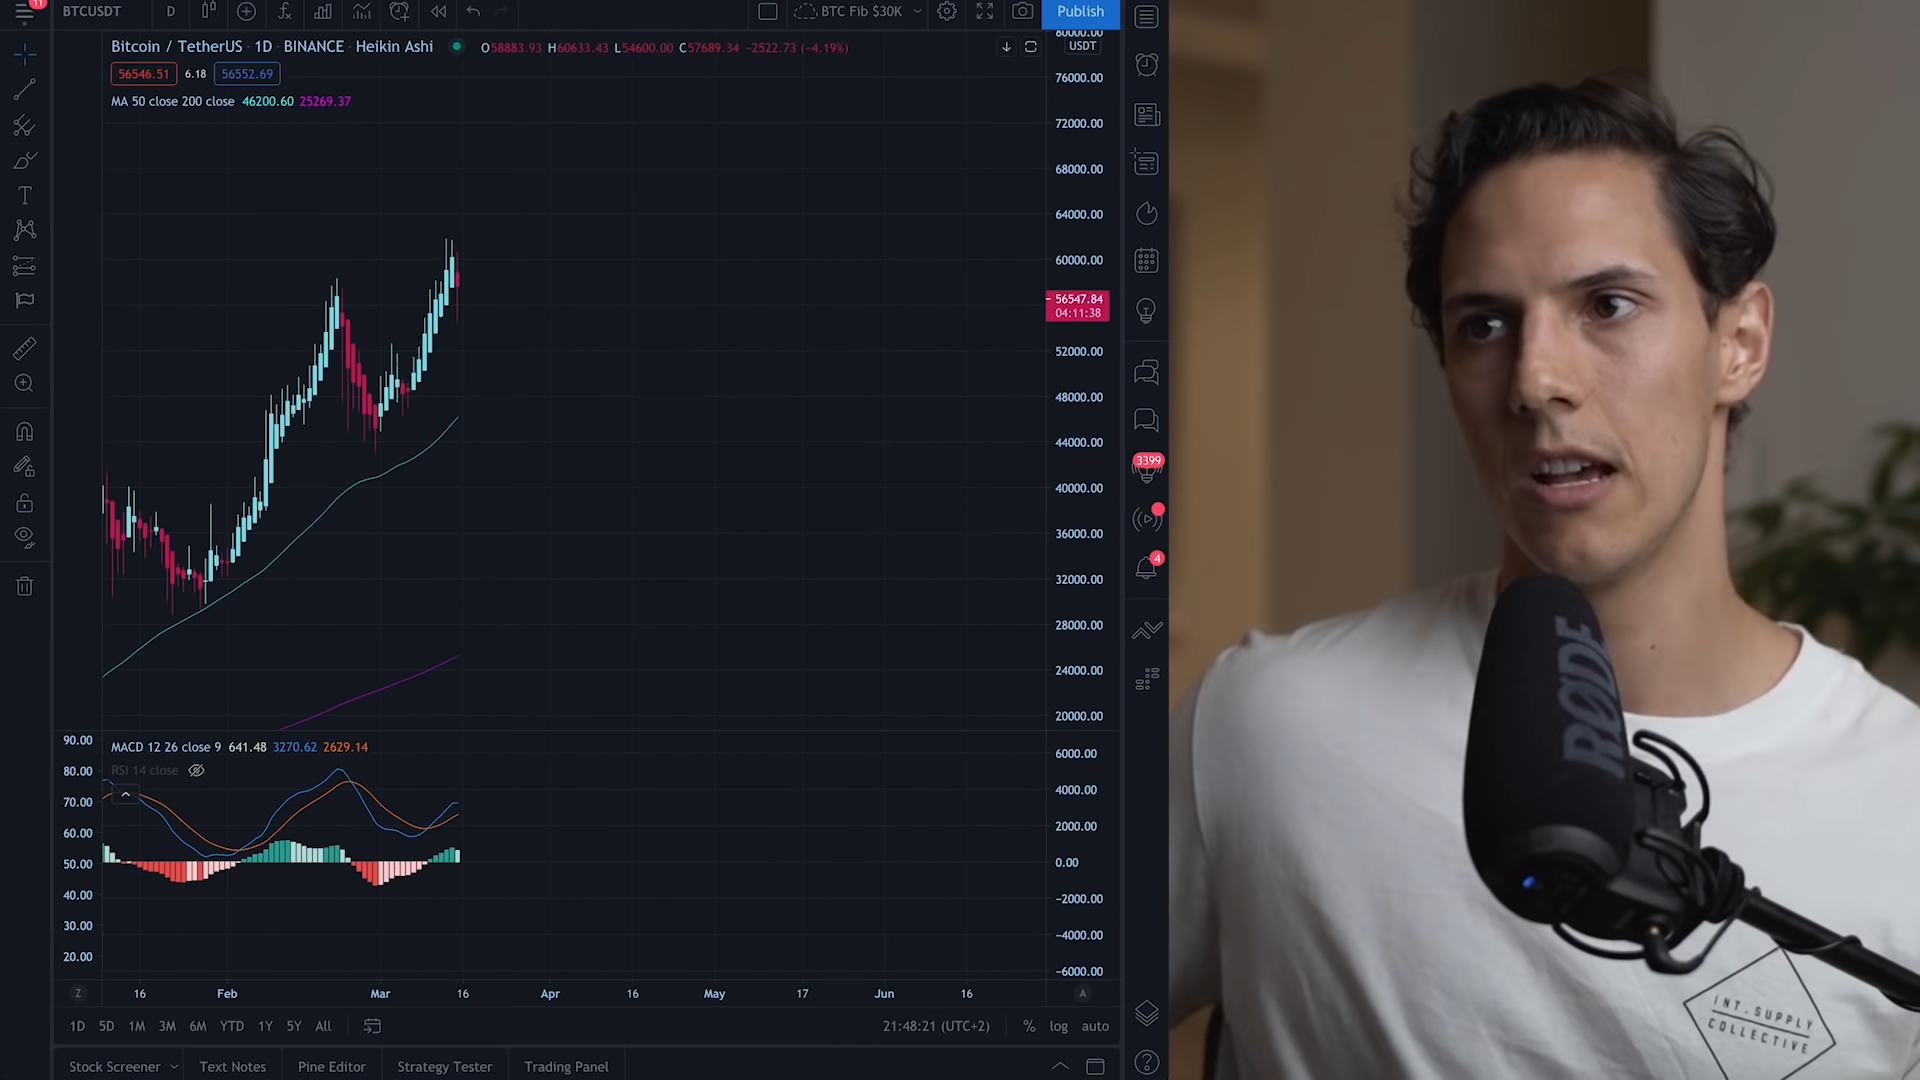 11
BTCUSDT D BTC Fib $30K Publish
Bitcoin / TetherUS · 1D · BINANCE · Heikin Ashi O58883.93 H60633.43 L54600.00 C57689.34 −2522.73 (−4.19%)
56546.51 6.18 56552.69
MA 50 close 200 close 46200.60 25269.37
80000.00
USDT
76000.00
72000.00
68000.00
64000.00
60000.00
56547.84
04:11:38
52000.00
48000.00
44000.00
40000.00
36000.00
32000.00
28000.00
24000.00
20000.00
MACD 12 26 close 9 641.48 3270.62 2629.14
RSI 14 close
90.00
80.00
70.00
60.00
50.00
40.00
30.00
20.00
6000.00
4000.00
2000.00
0.00
−2000.00
−4000.00
−6000.00
Z 16 Feb Mar 16 Apr 16 May 17 Jun 16 A
1D 5D 1M 3M 6M YTD 1Y 5Y All 21:48:21 (UTC+2) % log auto
Stock Screener Text Notes Pine Editor Strategy Tester Trading Panel
3399
4
RØDE
INT. SUPPLY
COLLECTIVE